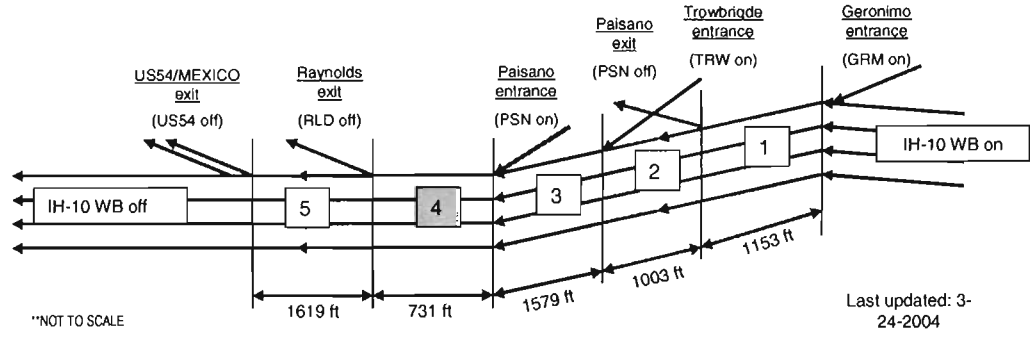 Geronimo
entrance
(GRM on)
Trowbrigde
entrance
(TRW on)
Paisano
exit
(PSN off)
Paisano
entrance
(PSN on)
Raynolds
exit
(RLD off)
US54/MEXICO
exit
(US54 off)
IH-10 WB on
1
2
3
4
5
IH-10 WB off
1153 ft
1003 ft
1579 ft
731 ft
1619 ft
**NOT TO SCALE
Last updated: 3-
24-2004